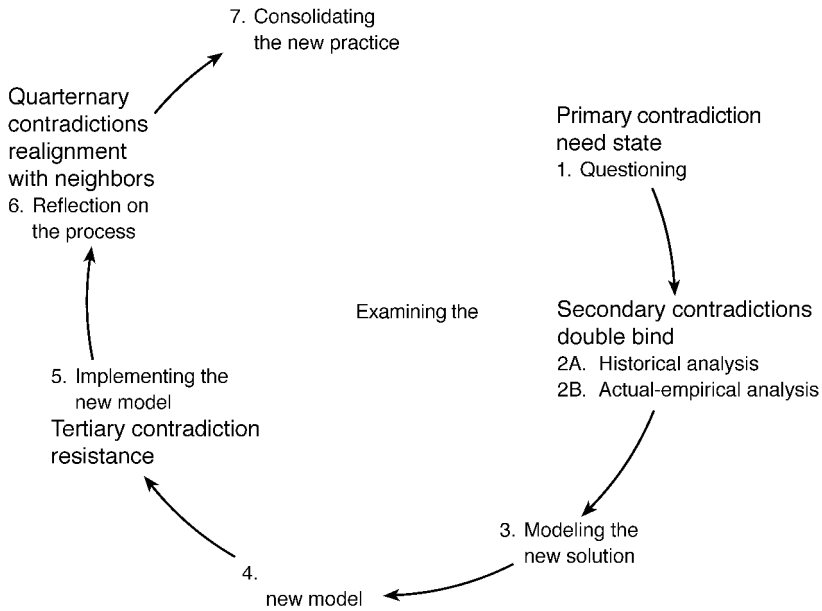 7. Consolidating
the new practice
Quarternary
contradictions
realignment
with neighbors
6. Reflection on
the process
Primary contradiction
need state
1. Questioning
Examining the
Secondary contradictions
double bind
2A. Historical analysis
2B. Actual-empirical analysis
5. Implementing the
new model
Tertiary contradiction
resistance
3. Modeling the
new solution
4.
new model